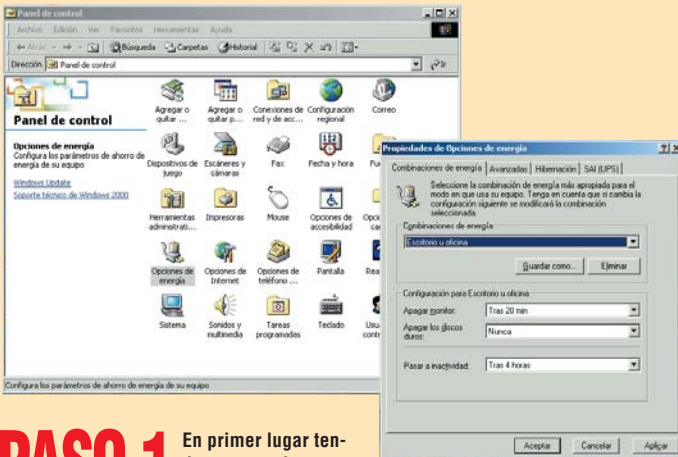 Panel de control
Archivo Edición Ver Favoritos Herramientas Ayuda
Atrás Búsqueda Carpetas Historial
Dirección Panel de control Ir
Panel de control
Opciones de energía
Configura los parámetros de ahorro de
energía de su equipo
Windows Update
Soporte técnico de Windows 2000
Agregar o
quitar ...
Agregar o
quitar p...
Conexiones de
red y de acc...
Configuración
regional
Correo
Dispositivos de
juego
Escáneres y
cámaras
Fax
Fecha y hora
Herramientas
administrati...
Impresoras
Mouse
Opciones de
accesibilidad
Opciones de
energía
Opciones de
Internet
Opciones de
teléfono ...
Pantalla
Sistema
Sonidos y
multimedia
Tareas
programadas
Teclado
Configura los parámetros de ahorro de energía de su equipo
Propiedades de Opciones de energía
Combinaciones de energía Avanzadas Hibernación SAI (UPS)
Seleccione la combinación de energía más apropiada para el
modo en que usa su equipo. Tenga en cuenta que si cambia la
configuración siguiente se modificará la combinación
seleccionada.
Combinaciones de energía
Escritorio u oficina
Guardar como... Eliminar
Configuración para Escritorio u oficina
Apagar monitor: Tras 20 min
Apagar los discos
duros: Nunca
Pasar a inactividad: Tras 4 horas
Aceptar Cancelar Aplicar
PASO 1
En primer lugar ten-